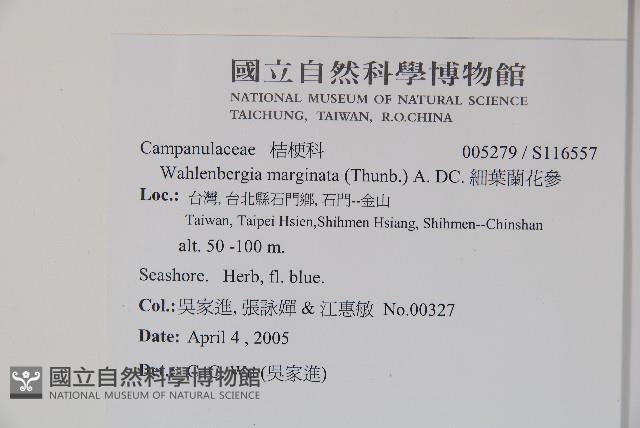 國立自然科學博物館
NATIONAL MUSEUM OF NATURAL SCIENCE
TAICHUNG, TAIWAN, R.O.CHINA
Campanulaceae 桔梗科 005279 / S116557
Wahlenbergia marginata (Thunb.) A. DC. 細葉蘭花參
Loc.: 台灣, 台北縣石門鄉, 石門--金山
Taiwan, Taipei Hsien,Shihmen Hsiang, Shihmen--Chinshan
alt. 50 -100 m.
Seashore. Herb, fl. blue.
Col.: 吳家進, 張詠嬋 & 江惠敏 No.00327
Date: April 4 , 2005
(吳家進)
國立自然科學博物館
NATIONAL MUSEUM OF NATURAL SCIENCE